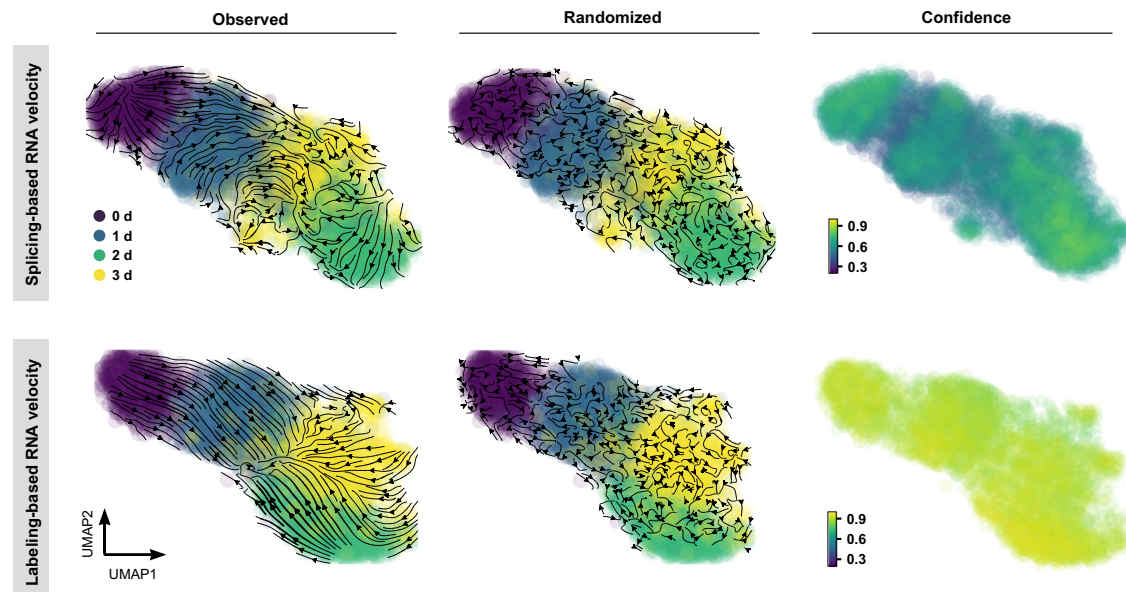 Observed
Randomized
Confidence
Splicing-based RNA velocity
0 d
1 d
2 d
3 d
0.9
0.6
0.3
Labeling-based RNA velocity
UMAP2
UMAP1
0.9
0.6
0.3